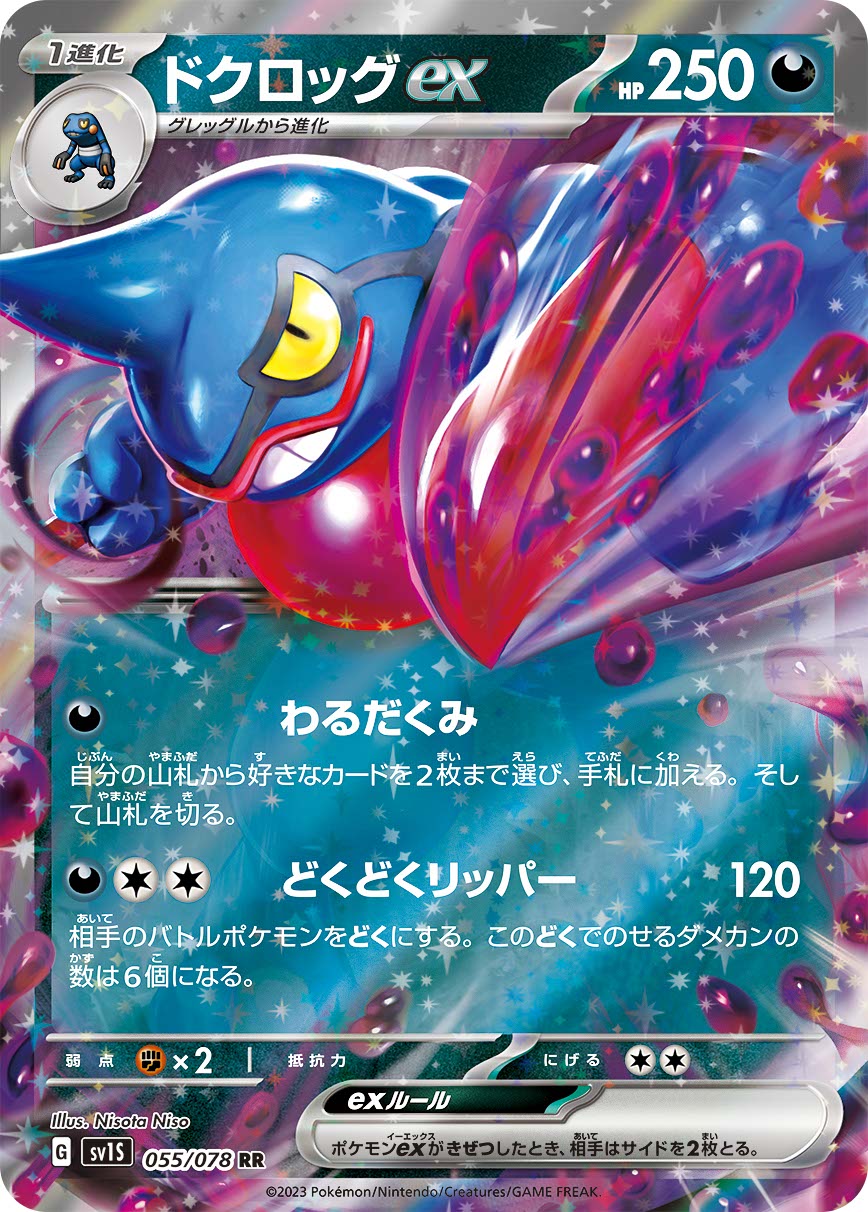 1進化
ドクロッグex
HP 250
グレッグルから進化
わるだくみ
自分の山札から好きなカードを2枚まで選び、手札に加える。そし
て山札を切る。
どくどくリッパー 120
相手のバトルポケモンをどくにする。このどくでのせるダメカンの
数は6個になる。
弱点 ×2 抵抗力 にげる
exルール
ポケモンexがきぜつしたとき、相手はサイドを2枚とる。
Illus. Nisota Niso
G sv1S 055/078 RR
©2023 Pokémon/Nintendo/Creatures/GAME FREAK.